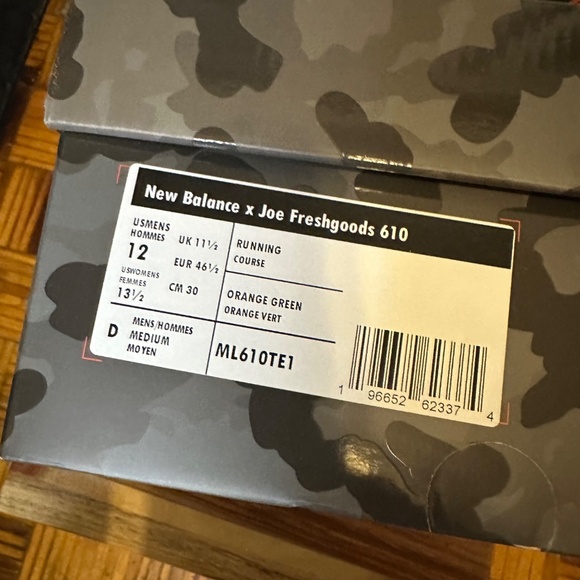 New Balance x Joe Freshgoods 610
USMENS
HOMMES
12
UK 11½
EUR 46½
USWOMENS
FEMMES
13½
CM 30
RUNNING
COURSE
ORANGE GREEN
ORANGE VERT
D
MENS/HOMMES
MEDIUM
MOYEN
ML610TE1
1 96652 62337 4